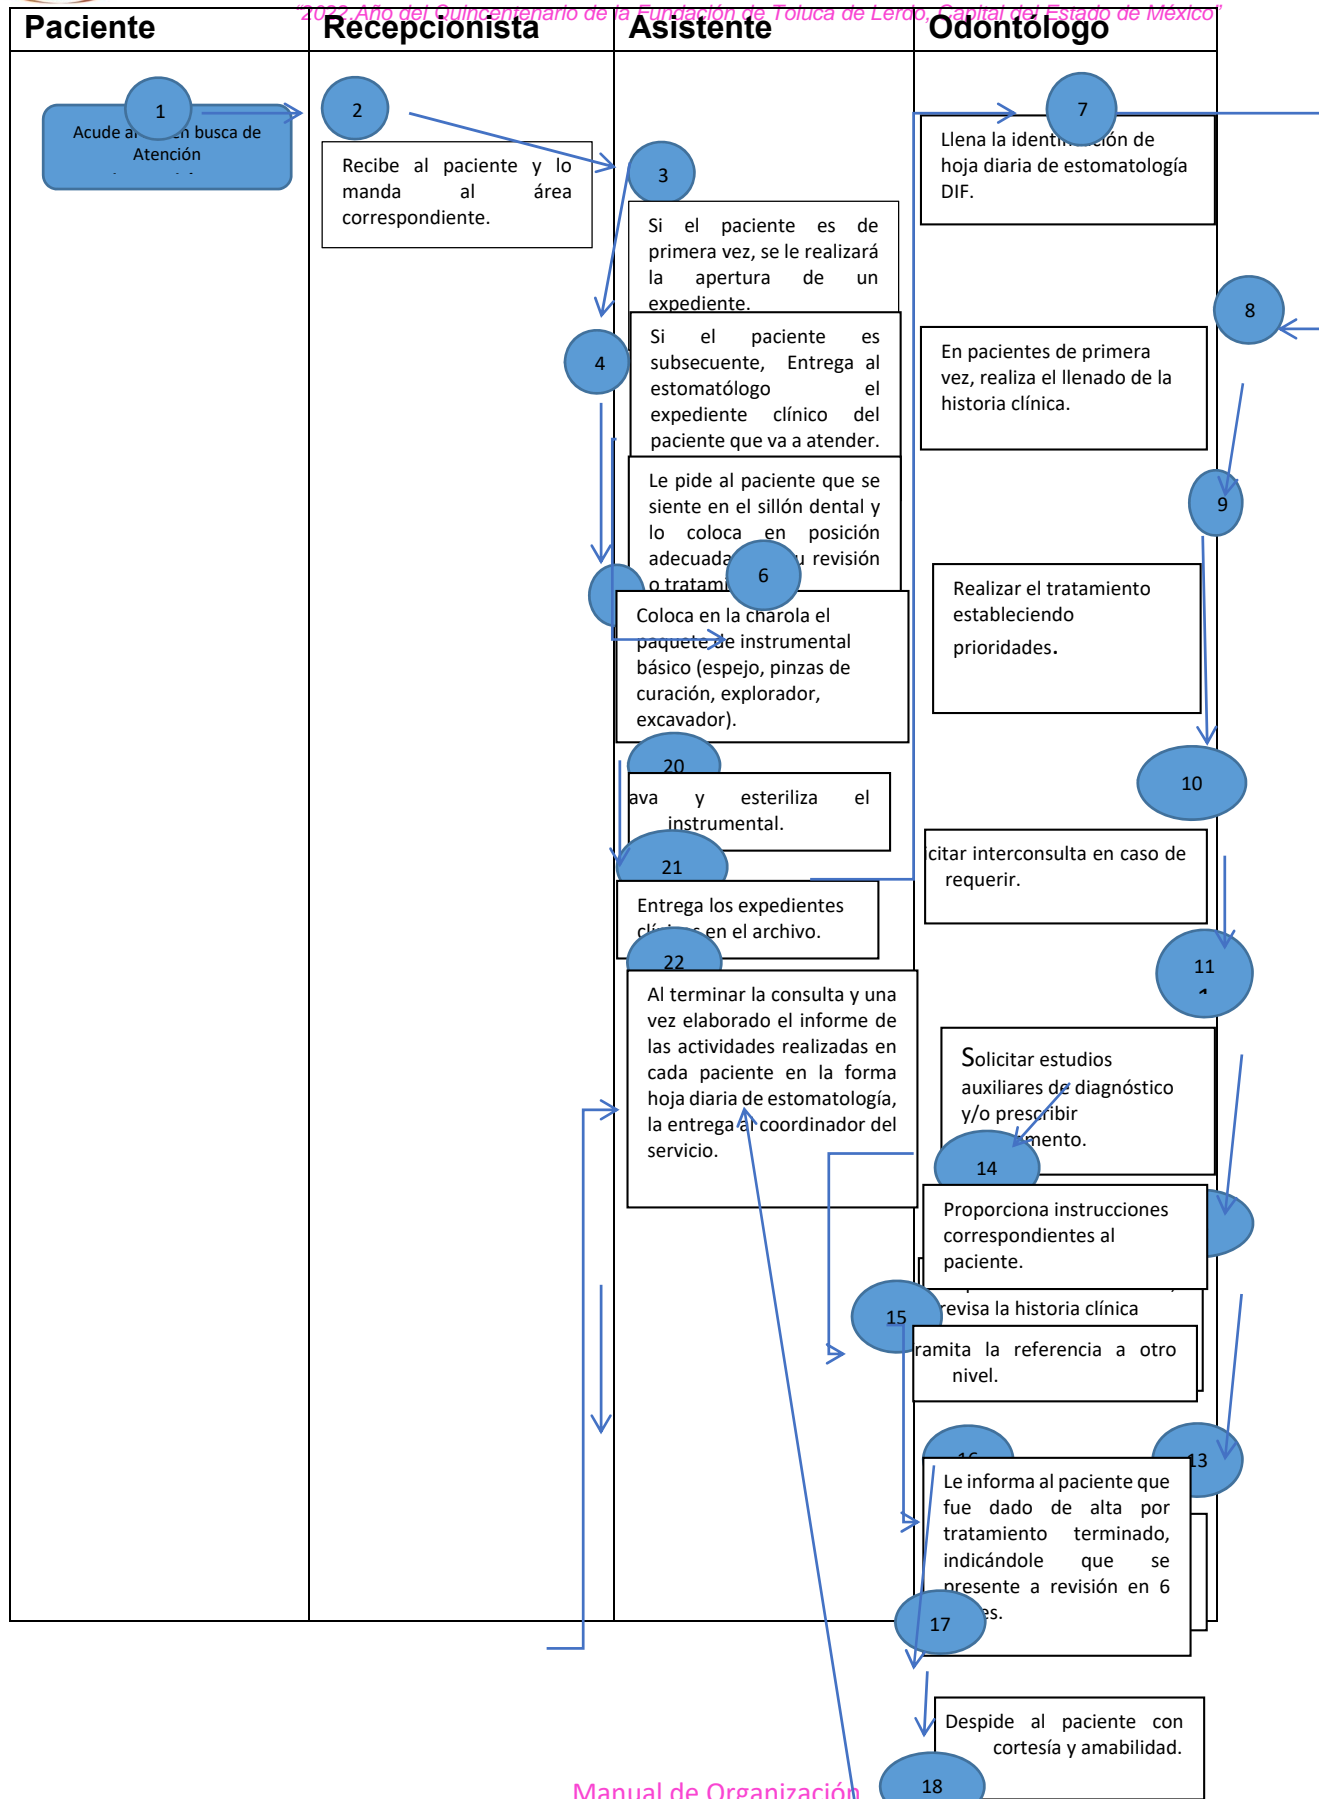 "2022.Año del Quincentenario de la Fundación de Toluca de Lerdo, Capital del Estado de México"
Paciente
Recepcionista
Asistente
Odontólogo
1
Acude a en busca de
Atención
2
Recibe al paciente y lo
manda al área
correspondiente.
3
Si el paciente es de
primera vez, se le realizará
la apertura de un
expediente.
4
Si el paciente es
subsecuente, Entrega al
estomatólogo el
expediente clínico del
paciente que va a atender.
Le pide al paciente que se
siente en el sillón dental y
lo coloca en posición
adecuada u revisión
o tratami
6
Coloca en la charola el
paquete de instrumental
básico (espejo, pinzas de
curación, explorador,
excavador).
20
ava y esteriliza el
instrumental.
21
Entrega los expedientes
clínicos en el archivo.
22
Al terminar la consulta y una
vez elaborado el informe de
las actividades realizadas en
cada paciente en la forma
hoja diaria de estomatología,
la entrega al coordinador del
servicio.
7
Llena la identificación de
hoja diaria de estomatología
DIF.
8
En pacientes de primera
vez, realiza el llenado de la
historia clínica.
9
Realizar el tratamiento
estableciendo
prioridades.
10
icitar interconsulta en caso de
requerir.
11
Solicitar estudios
auxiliares de diagnóstico
y/o prescribir
amento.
14
Proporciona instrucciones
correspondientes al
paciente.
revisa la historia clínica
15
ramita la referencia a otro
nivel.
16
13
Le informa al paciente que
fue dado de alta por
tratamiento terminado,
indicándole que se
presente a revisión en 6
es.
17
Despide al paciente con
cortesía y amabilidad.
18
Manual de Organización